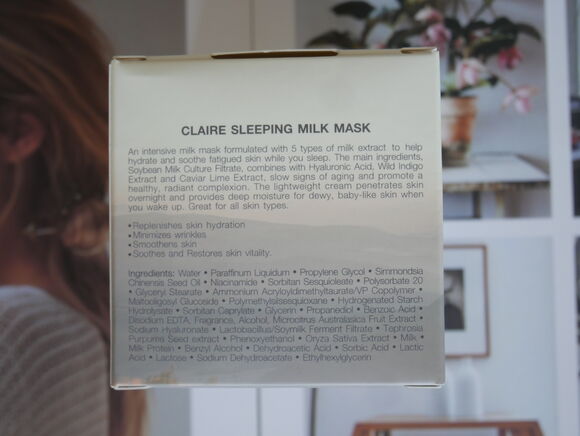 CLAIRE SLEEPING MILK MASK
An intensive milk mask formulated with 5 types of milk extract to help
hydrate and soothe fatigued skin while you sleep. The main ingredients,
Soybean Milk Culture Filtrate, combines with Hyaluronic Acid, Wild Indigo
Extract and Caviar Lime Extract, slow signs of aging and promote a
healthy, radiant complexion. The lightweight cream penetrates skin
overnight and provides deep moisture for dewy, baby-like skin when
you wake up. Great for all skin types.
•Replenishes skin hydration
•Minimizes wrinkles
•Smoothens skin
•Soothes and Restores skin vitality.
Ingredients: Water • Paraffinum Liquidum • Propylene Glycol • Simmondsia
Chinensis Seed Oil • Niacinamide • Sorbitan Sesquioleate • Polysorbate 20
• Glyceryl Stearate • Ammonium Acryloyldimethyltaurate/VP Copolymer •
Maltooligosyl Glucoside • Polymethylsilsesquioxane • Hydrogenated Starch
Hydrolysate • Sorbitan Caprylate • Glycerin • Propanediol • Benzoic Acid •
Disodium EDTA, Fragrance, Alcohol, Microcitrus Australasica Fruit Extract •
Sodium Hyaluronate • Lactobacillus/Soymilk Ferment Filtrate • Tephrosia
Purpurea Seed extract • Phenoxyethanol • Oryza Sativa Extract • Milk •
Milk Protein • Benzyl Alcohol • Dehydroacetic Acid • Sorbic Acid • Lactic
Acid • Lactose • Sodium Dehydroacetate • Ethylhexylglycerin